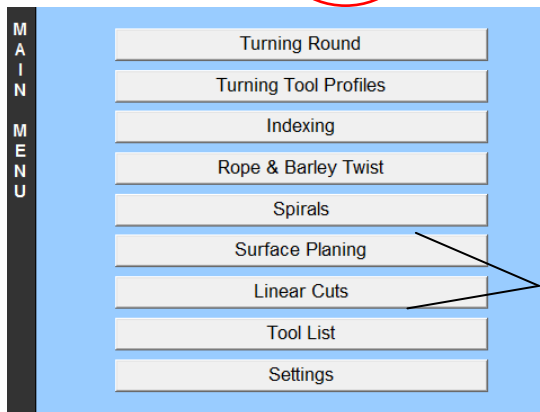 MAIN MENU
Turning Round
Turning Tool Profiles
Indexing
Rope & Barley Twist
Spirals
Surface Planing
Linear Cuts
Tool List
Settings